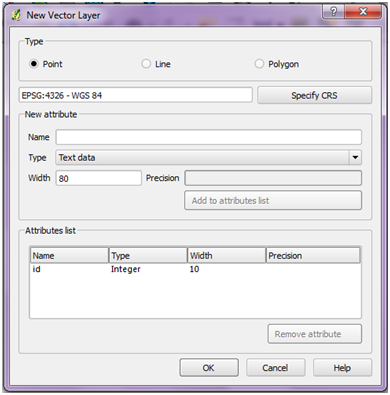 New Vector Layer
Type
Point Line Polygon
EPSG:4326 - WGS 84 Specify CRS
New attribute
Name
Type Text data
Width 80 Precision
Add to attributes list
Attributes list
Name Type Width Precision
id Integer 10
Remove attribute
OK Cancel Help